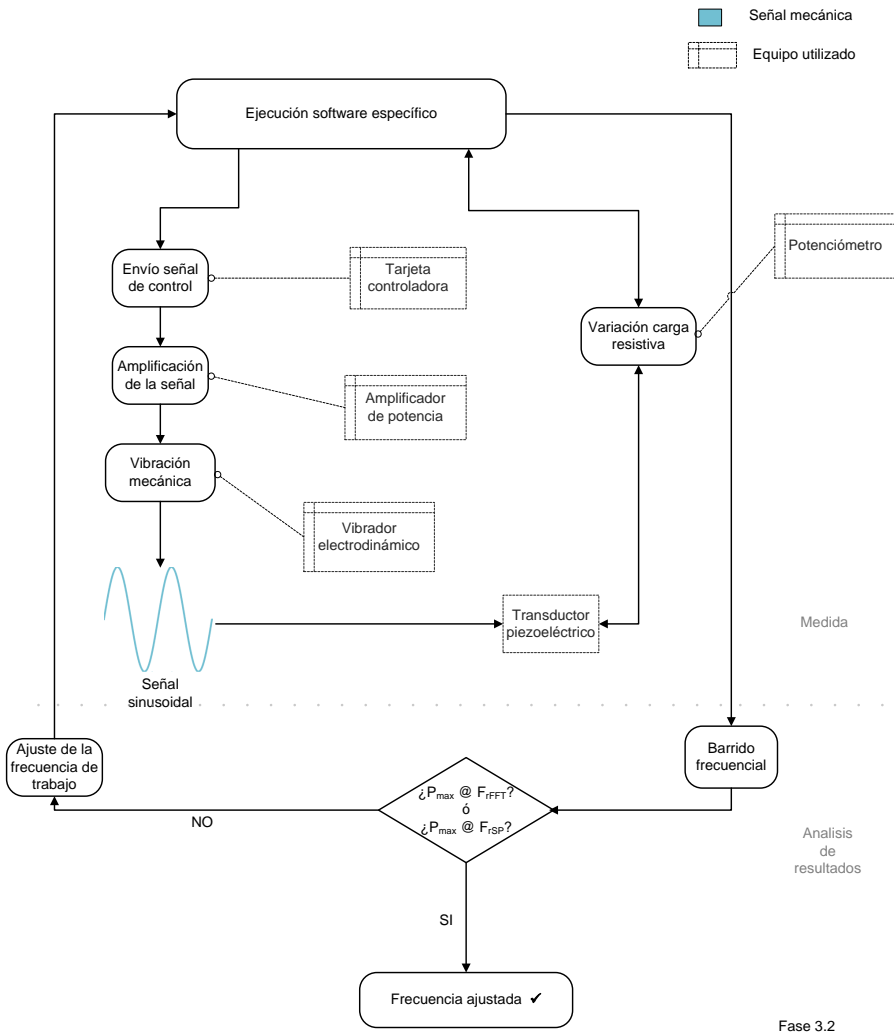 Señal mecánica
Equipo utilizado
Ejecución software específico
Envío señal
de control
Tarjeta
controladora
Potenciómetro
Variación carga
resistiva
Amplificación
de la señal
Amplificador
de potencia
Vibración
mecánica
Vibrador
electrodinámico
Transductor
piezoeléctrico
Medida
Señal
sinusoidal
Ajuste de la
frecuencia de
trabajo
Barrido
frecuencial
¿Pmax @ FrFFT?
ó
¿Pmax @ FrSP?
NO
Analisis
de
resultados
SI
Frecuencia ajustada ✓
Fase 3.2